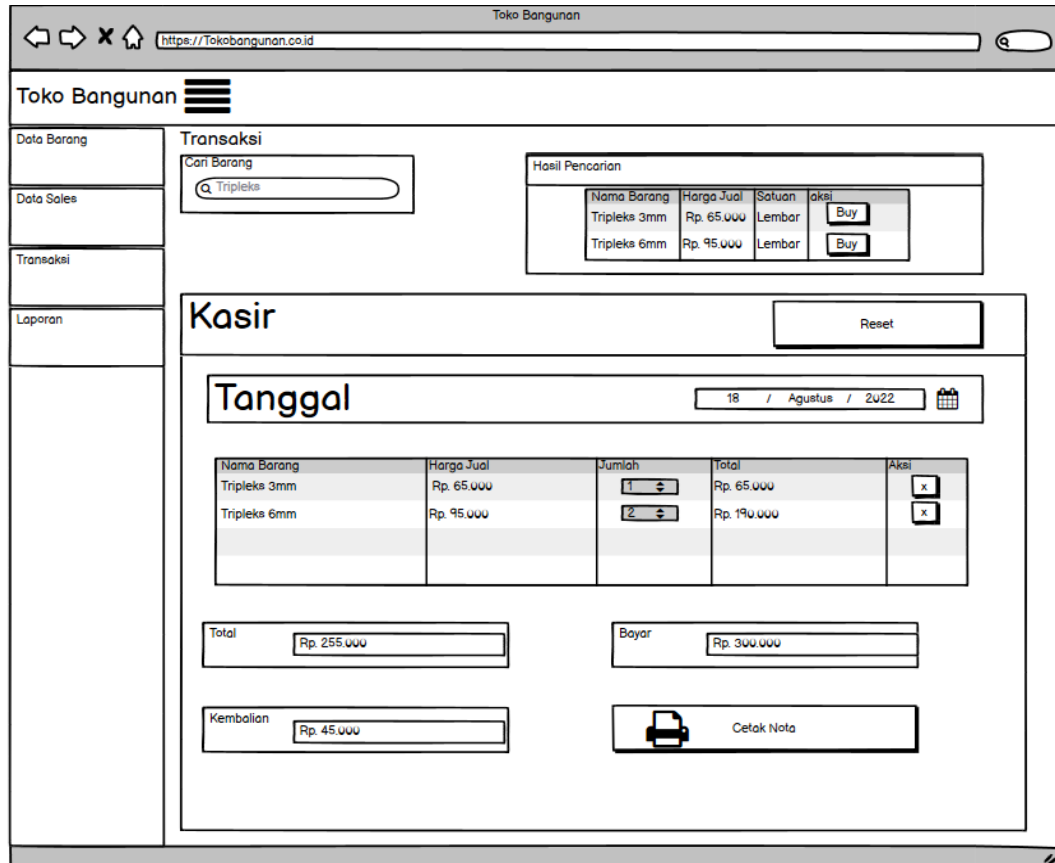 Toko Bangunan
https://Tokobangunan.co.id
Toko Bangunan
Data Barang
Data Sales
Transaksi
Laporan
Transaksi
Cari Barang
Tripleks
Hasil Pencarian
Nama Barang Harga Jual Satuan aksi
Tripleks 3mm Rp. 65.000 Lembar Buy
Tripleks 6mm Rp. 95.000 Lembar Buy
Kasir
Reset
Tanggal
18 / Agustus / 2022
Nama Barang Harga Jual Jumlah Total Aksi
Tripleks 3mm Rp. 65.000 1 Rp. 65.000 x
Tripleks 6mm Rp. 95.000 2 Rp. 190.000 x
Total Rp. 255.000
Bayar Rp. 300.000
Kembalian Rp. 45.000
Cetak Nota